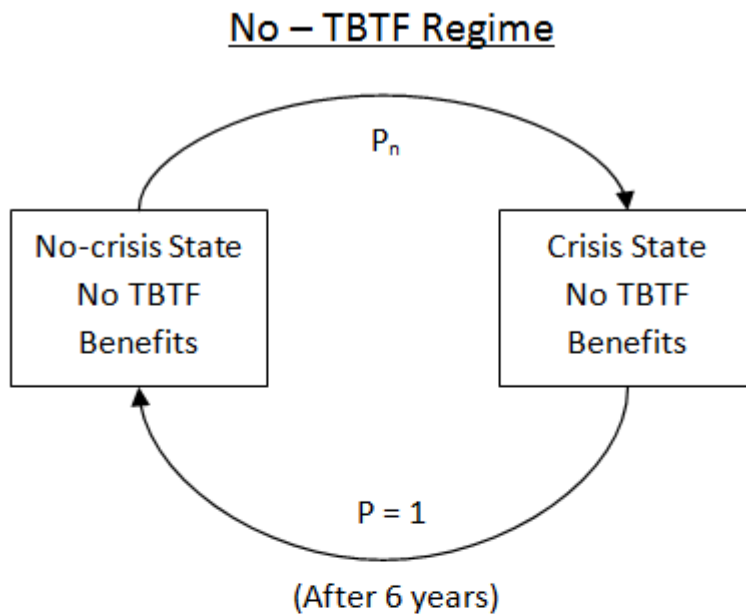 No – TBTF Regime
Pn
No-crisis State
No TBTF
Benefits
Crisis State
No TBTF
Benefits
P = 1
(After 6 years)